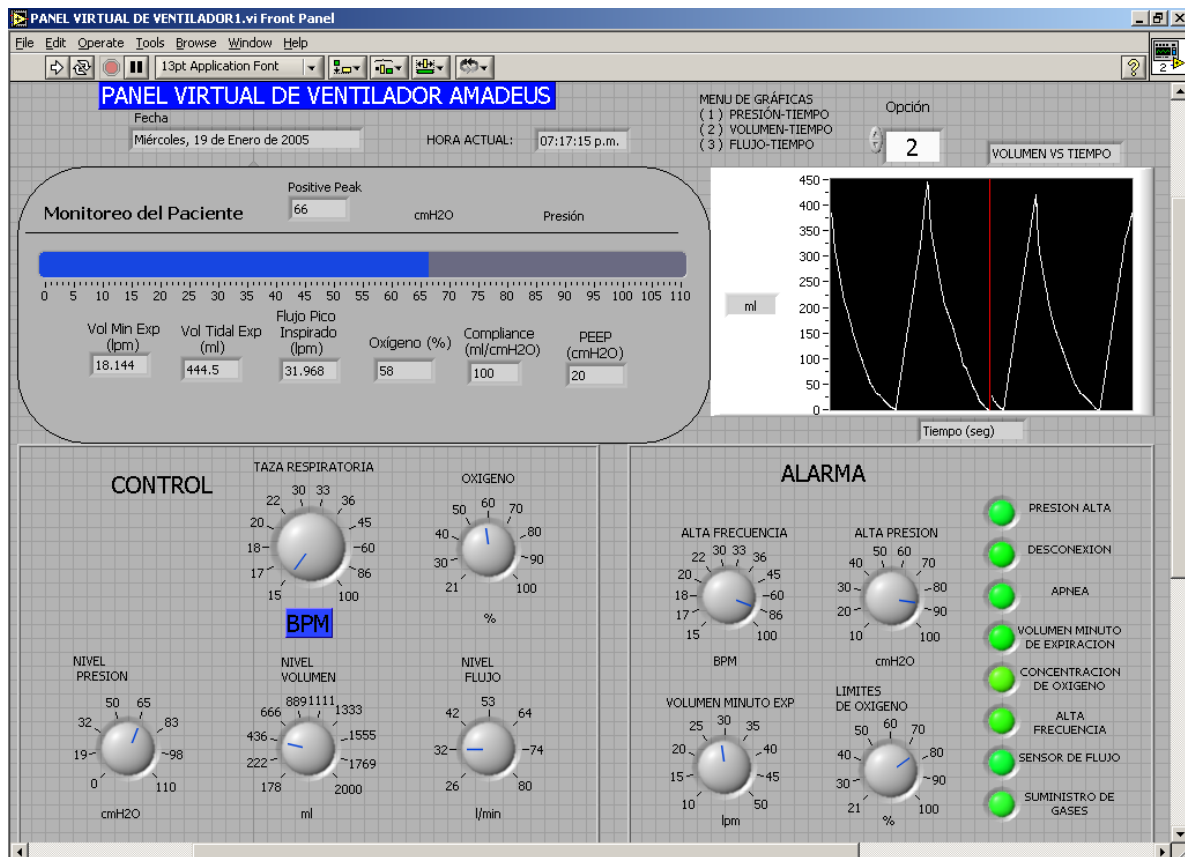 PANEL VIRTUAL DE VENTILADOR1.vi Front Panel
File Edit Operate Tools Browse Window Help
13pt Application Font
2
PANEL VIRTUAL DE VENTILADOR AMADEUS
Fecha
Miércoles, 19 de Enero de 2005
HORA ACTUAL: 07:17:15 p.m.
MENU DE GRÁFICAS
( 1 ) PRESIÓN-TIEMPO
( 2 ) VOLUMEN-TIEMPO
( 3 ) FLUJO-TIEMPO
Opción
2
VOLUMEN VS TIEMPO
Monitoreo del Paciente
Positive Peak
66
cmH2O
Presión
0 5 10 15 20 25 30 35 40 45 50 55 60 65 70 75 80 85 90 95 100 105 110
Vol Min Exp
(lpm)
18.144
Vol Tidal Exp
(ml)
444.5
Flujo Pico
Inspirado
(lpm)
31.968
Oxígeno (%)
58
Compliance
(ml/cmH2O)
100
PEEP
(cmH2O)
20
450
400
350
300
250
200
150
100
50
0
ml
Tiempo (seg)
CONTROL
TAZA RESPIRATORIA
15 17 18 20 22 30 33 36 45 60 86 100
BPM
OXIGENO
21 30 40 50 60 70 80 90 100
%
NIVEL
PRESION
0 19 32 50 65 83 98 110
cmH2O
NIVEL
VOLUMEN
178 222 436 666 889 1111 1333 1555 1769 2000
ml
NIVEL
FLUJO
26 32 42 53 64 74 80
l/min
ALARMA
ALTA FRECUENCIA
15 17 18 20 22 30 33 36 45 60 86 100
BPM
ALTA PRESION
10 20 30 40 50 60 70 80 90 100
cmH2O
VOLUMEN MINUTO EXP
10 15 20 25 30 35 40 45 50
lpm
LIMITES
DE OXIGENO
21 30 40 50 60 70 80 90 100
%
PRESION ALTA
DESCONEXION
APNEA
VOLUMEN MINUTO
DE EXPIRACION
CONCENTRACION
DE OXIGENO
ALTA
FRECUENCIA
SENSOR DE FLUJO
SUMINISTRO DE
GASES